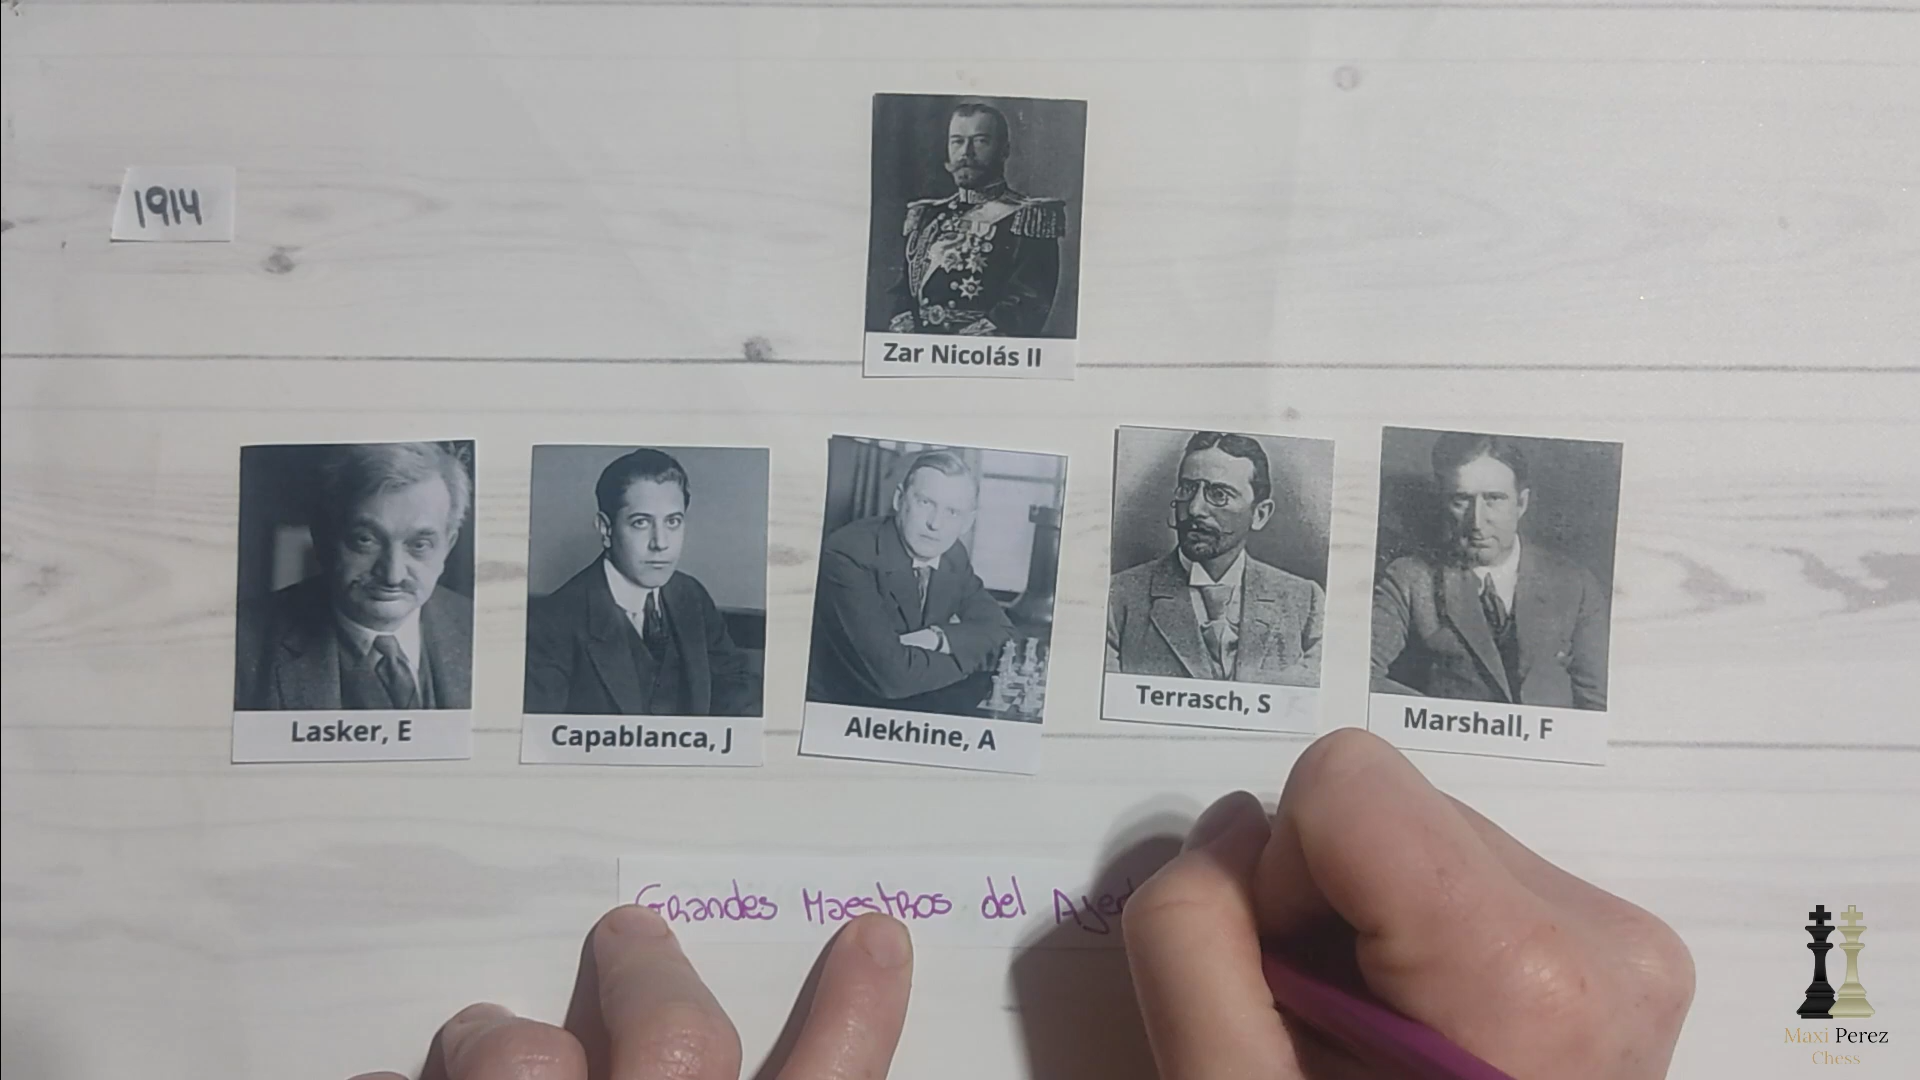 1914
Zar Nicolás II
Lasker, E
Capablanca, J
Alekhine, A
Terrasch, S
Marshall, F
Grandes Maestros del
Maxi Perez
Chess